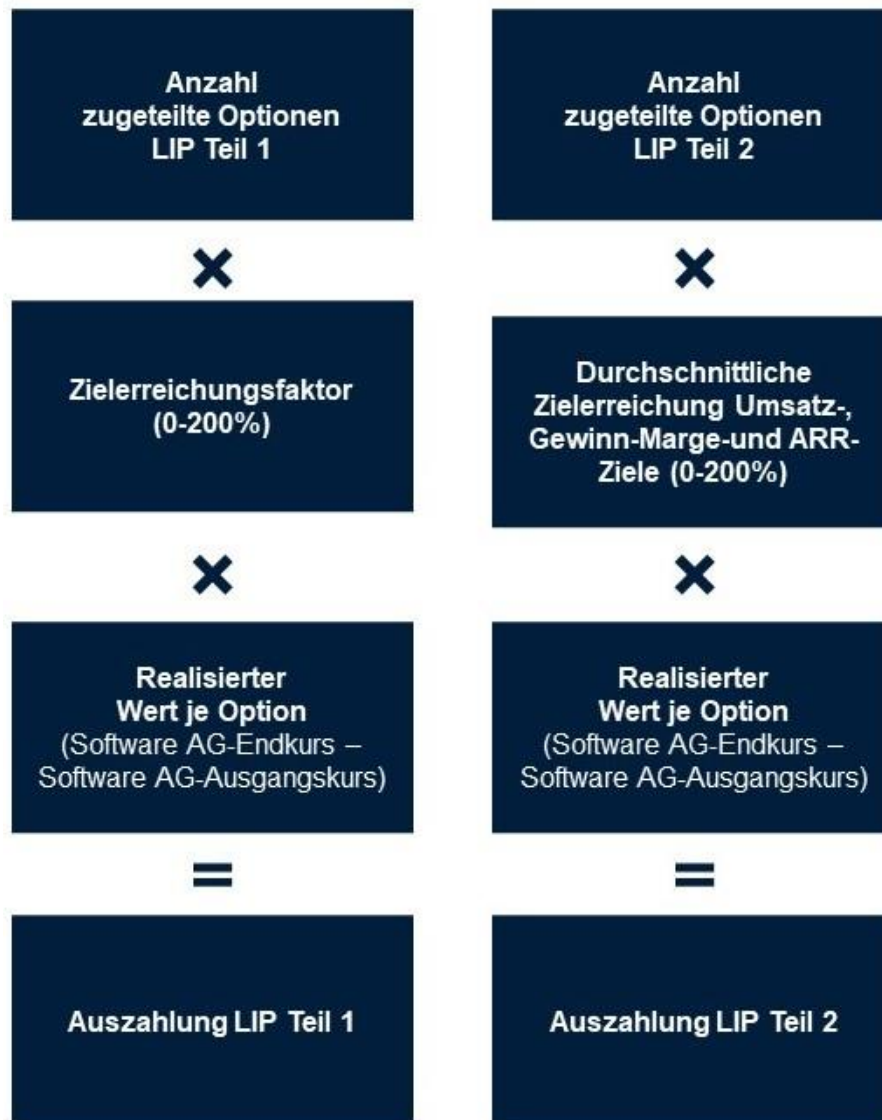 Anzahl
zugeteilte Optionen
LIP Teil 1
×
Zielerreichungsfaktor
(0-200%)
×
Realisierter
Wert je Option
(Software AG-Endkurs –
Software AG-Ausgangskurs)
=
Auszahlung LIP Teil 1
Anzahl
zugeteilte Optionen
LIP Teil 2
×
Durchschnittliche
Zielerreichung Umsatz-,
Gewinn-Marge-und ARR-
Ziele (0-200%)
×
Realisierter
Wert je Option
(Software AG-Endkurs –
Software AG-Ausgangskurs)
=
Auszahlung LIP Teil 2